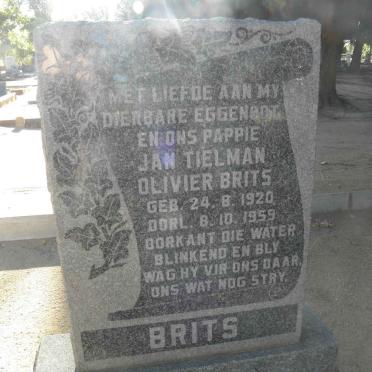 MET LIEFDE AAN MY
DIERBARE EGGENOOT
EN ONS PAPPIE
JAN TIELMAN
OLIVIER BRITS
GEB. 24. 8. 1920
OORL. 8. 10. 1959
OORKANT DIE WATER
BLINKEND EN BLY
WAG HY VIR ONS DAAR,
ONS WAT NOG STRY.
BRITS